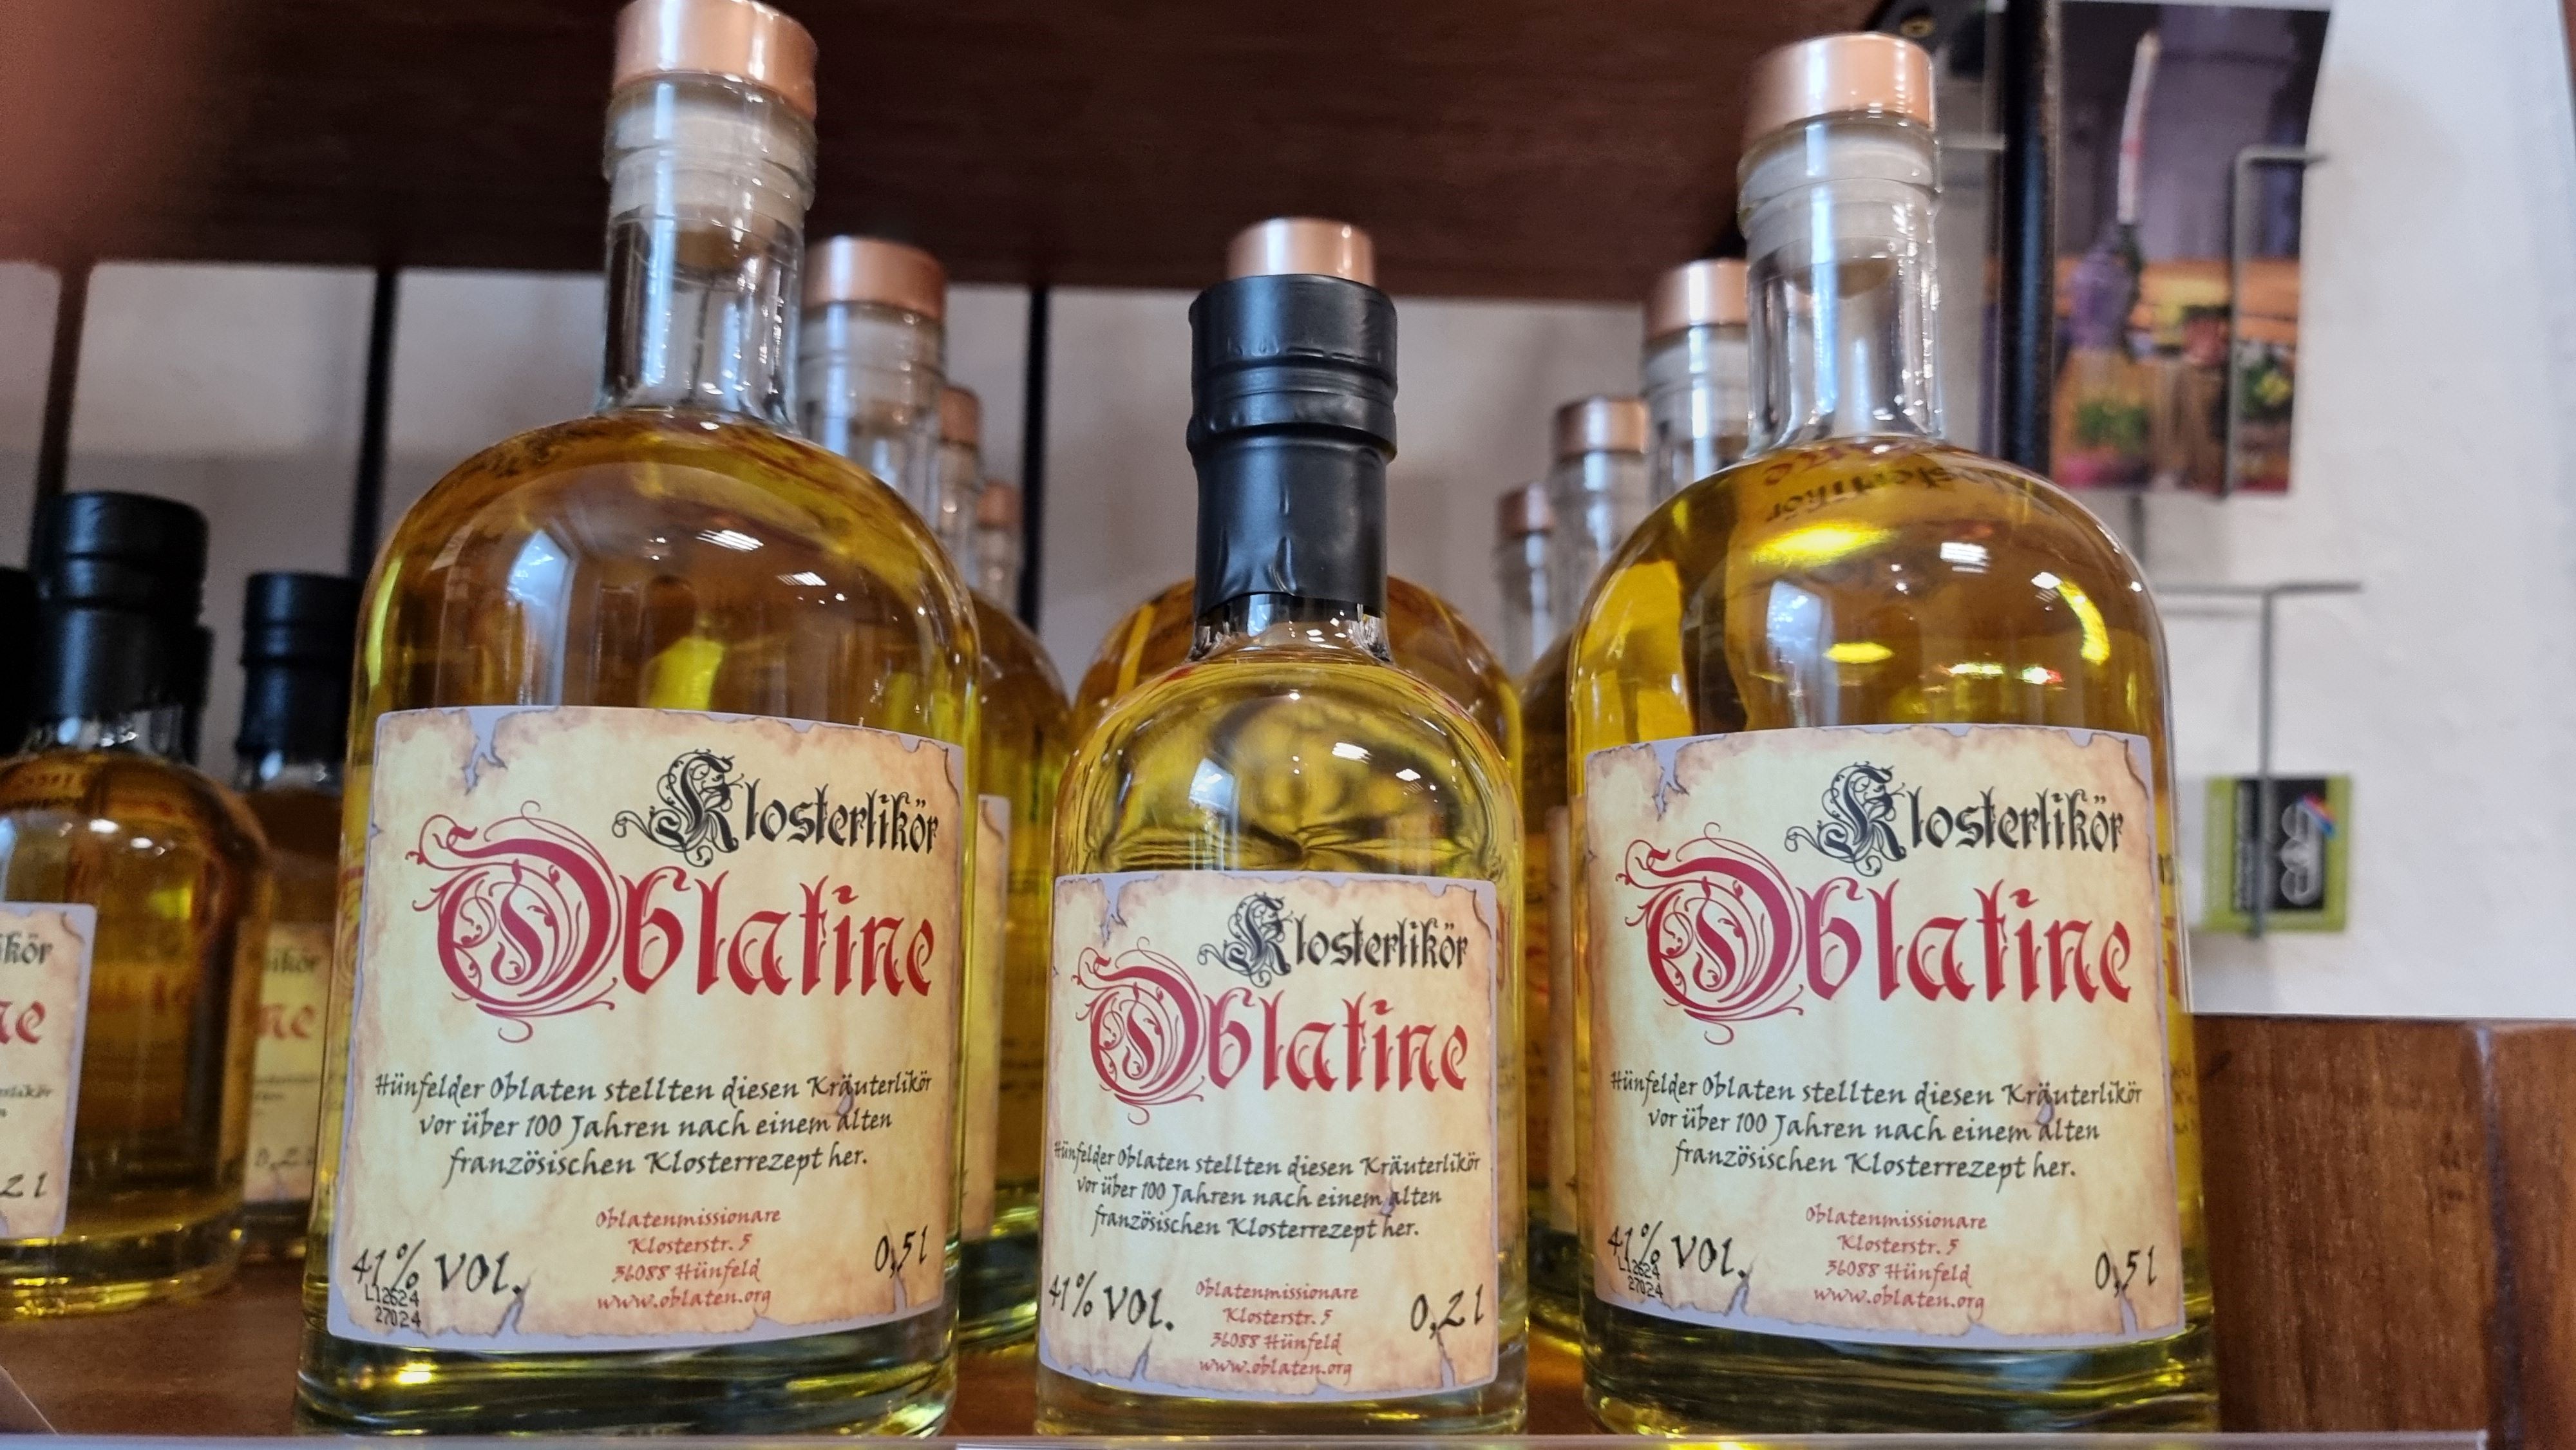 Klosterlikör
Oblatine
Hünfelder Oblaten stellten diesen Kräuterlikör
vor über 100 Jahren nach einem alten
französischen Klosterrezept her.
41% VOL.
L12624
27024
Oblatenmissionare
Klosterstr. 5
36088 Hünfeld
www.oblaten.org
0,5l
Klosterlikör
Oblatine
Hünfelder Oblaten stellten diesen Kräuterlikör
vor über 100 Jahren nach einem alten
französischen Klosterrezept her.
41% VOL.
Oblatenmissionare
Klosterstr. 5
36088 Hünfeld
www.oblaten.org
0,2l
Klosterlikör
Oblatine
Hünfelder Oblaten stellten diesen Kräuterlikör
vor über 100 Jahren nach einem alten
französischen Klosterrezept her.
41% VOL.
L12624
27024
Oblatenmissionare
Klosterstr. 5
36088 Hünfeld
www.oblaten.org
0,5l